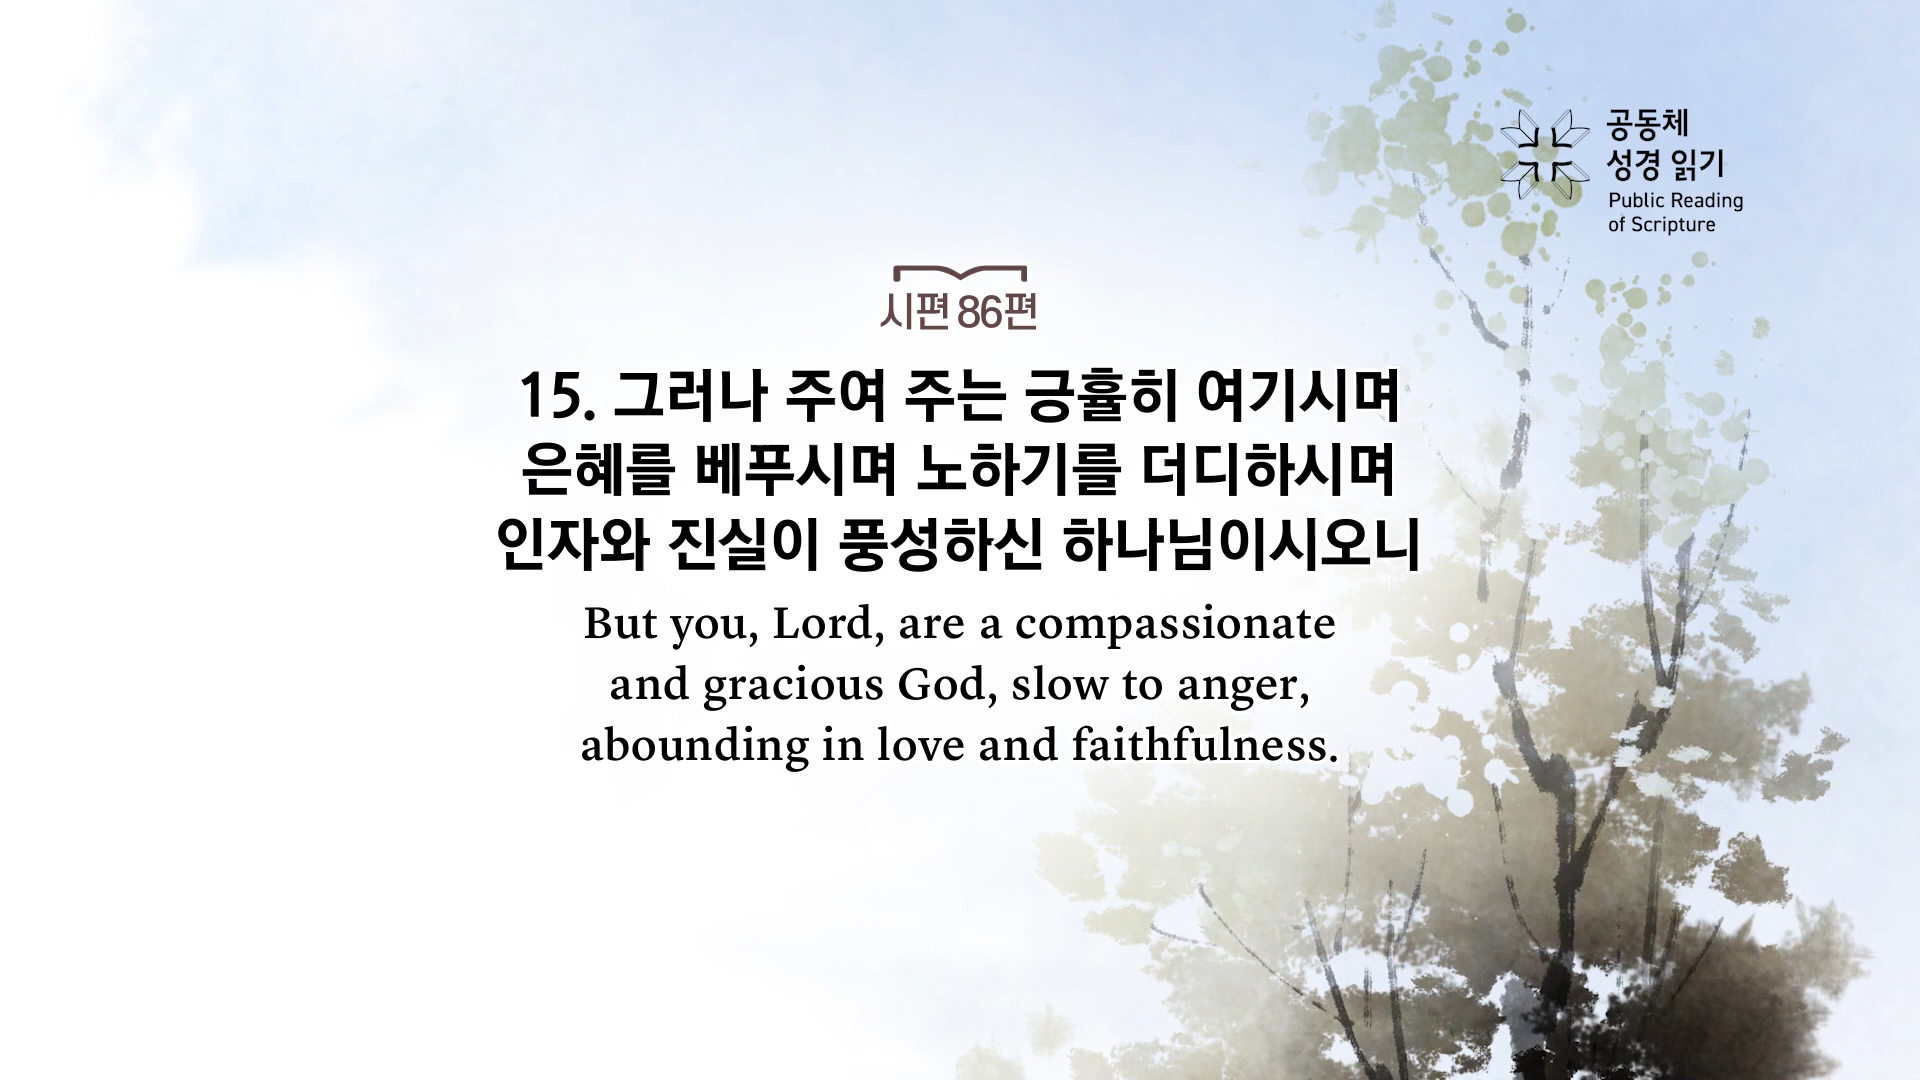 공동체
성경 읽기
Public Reading
of Scripture
시편 86편
15. 그러나 주여 주는 긍휼히 여기시며
은혜를 베푸시며 노하기를 더디하시며
인자와 진실이 풍성하신 하나님이시오니
But you, Lord, are a compassionate
and gracious God, slow to anger,
abounding in love and faithfulness.